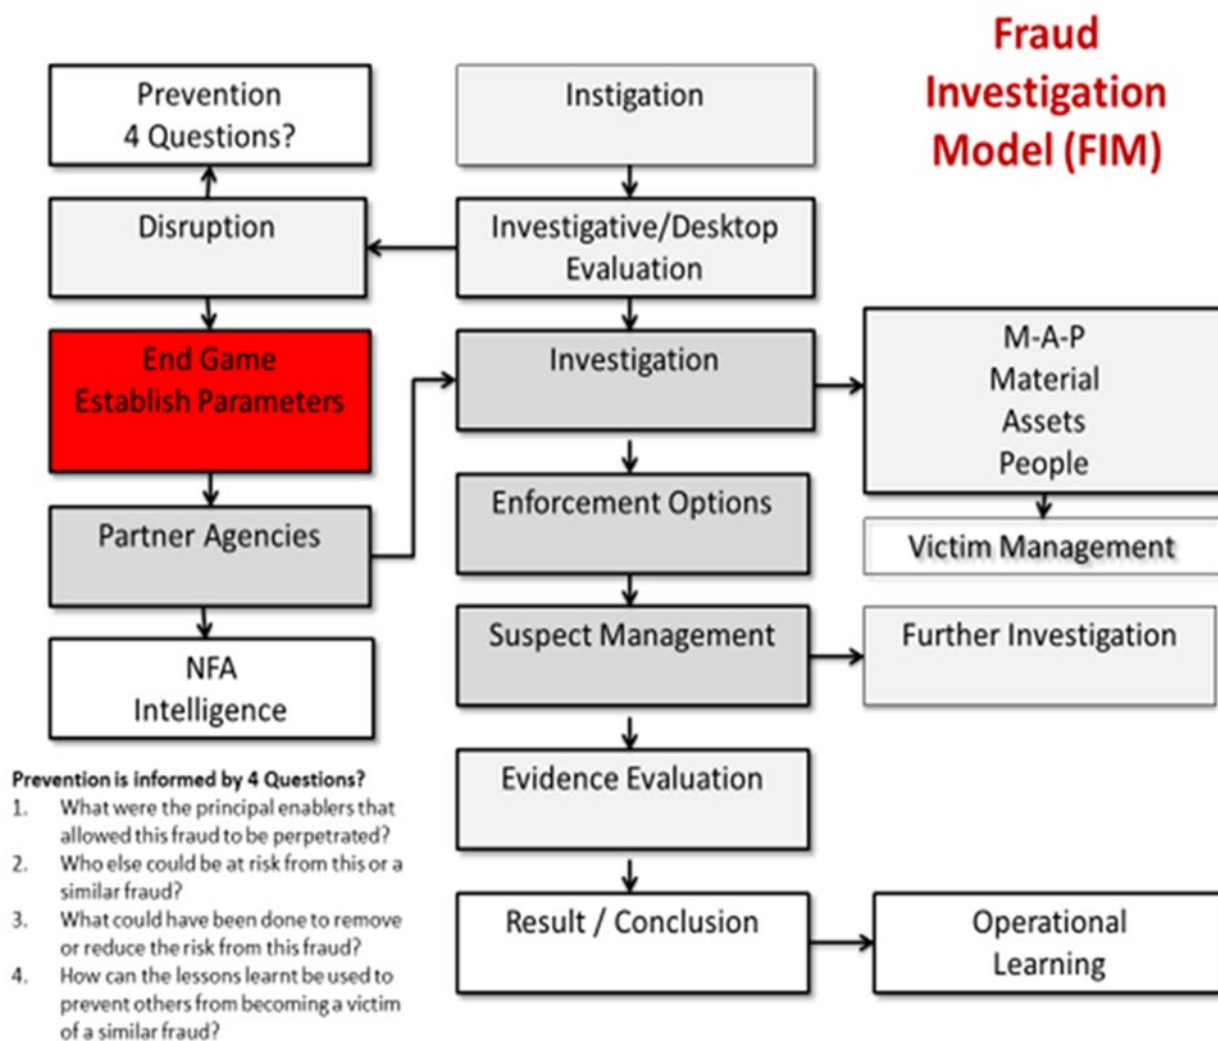 Fraud
Investigation
Model (FIM)
Prevention
4 Questions?
Instigation
Disruption
Investigative/Desktop
Evaluation
End Game
Establish Parameters
Investigation
M-A-P
Material
Assets
People
Partner Agencies
Enforcement Options
Victim Management
NFA
Intelligence
Suspect Management
Further Investigation
Evidence Evaluation
Result / Conclusion
Operational
Learning
Prevention is informed by 4 Questions?
1. What were the principal enablers that
allowed this fraud to be perpetrated?
2. Who else could be at risk from this or a
similar fraud?
3. What could have been done to remove
or reduce the risk from this fraud?
4. How can the lessons learnt be used to
prevent others from becoming a victim
of a similar fraud?